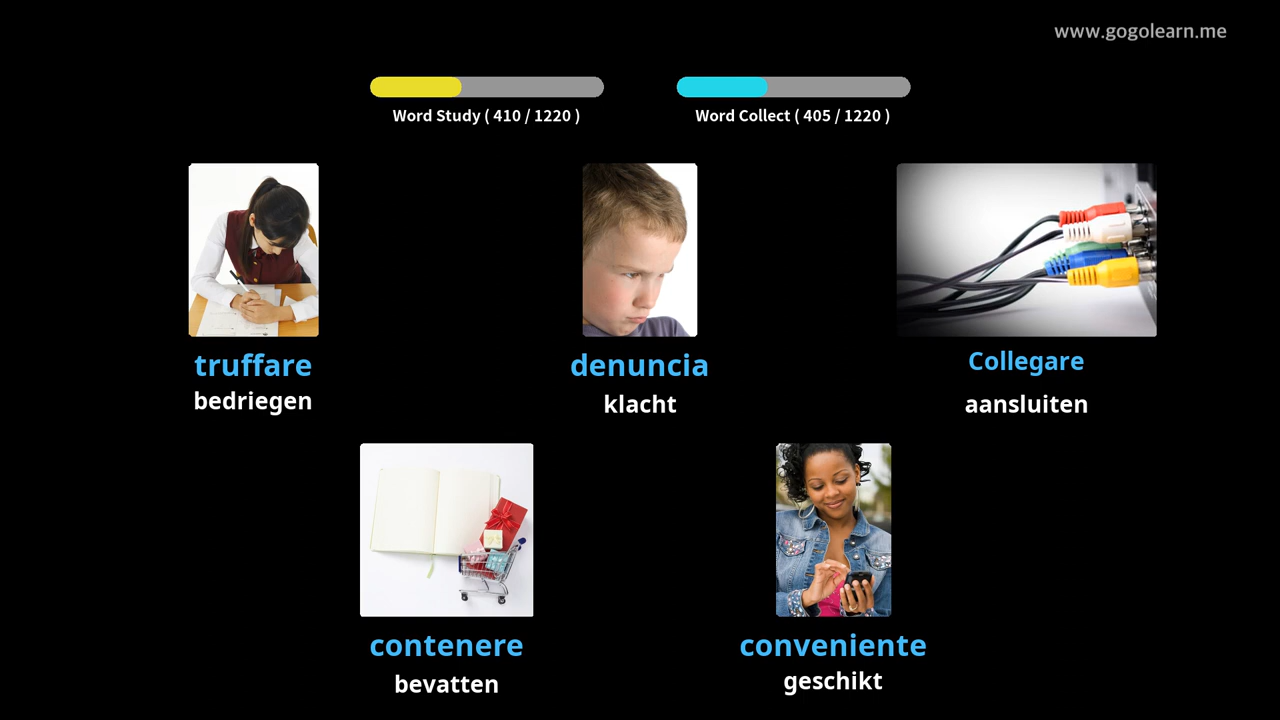 www.gogolearn.me
Word Study ( 410 / 1220 )
Word Collect ( 405 / 1220 )
truffare
bedriegen
denuncia
klacht
Collegare
aansluiten
contenere
bevatten
conveniente
geschikt